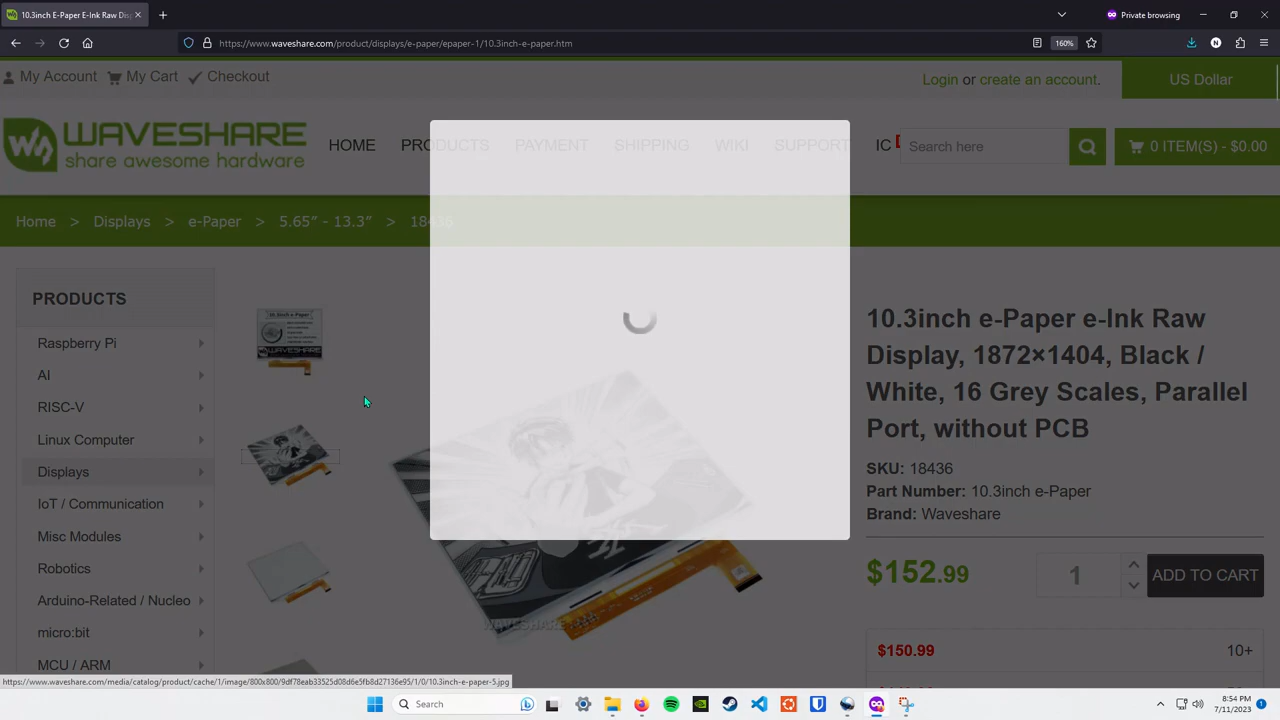 10.3inch E-Paper E-Ink Raw Dis
Private browsing
https://www.waveshare.com/product/displays/e-paper/epaper-1/10.3inch-e-paper.htm
160%
My Account
My Cart
Checkout
Login or create an account.
US Dollar
WAVESHARE
share awesome hardware
HOME
PRODUCTS
PAYMENT
SHIPPING
WIKI
SUPPORT
IC
Search here
0 ITEM(S) - $0.00
Home > Displays > e-Paper > 5.65” - 13.3” > 18436
PRODUCTS
Raspberry Pi
AI
RISC-V
Linux Computer
Displays
IoT / Communication
Misc Modules
Robotics
Arduino-Related / Nucleo
micro:bit
MCU / ARM
10.3inch e-Paper
WAVESHARE
10.3inch e-Paper e-Ink Raw
Display, 1872×1404, Black /
White, 16 Grey Scales, Parallel
Port, without PCB
SKU: 18436
Part Number: 10.3inch e-Paper
Brand: Waveshare
$152.99
1
ADD TO CART
$150.99
10+
https://www.waveshare.com/media/catalog/product/cache/1/image/800x800/9df78eab33525d08d6e5fb8d27136e95/1/0/10.3inch-e-paper-5.jpg
Search
8:54 PM
7/11/2023